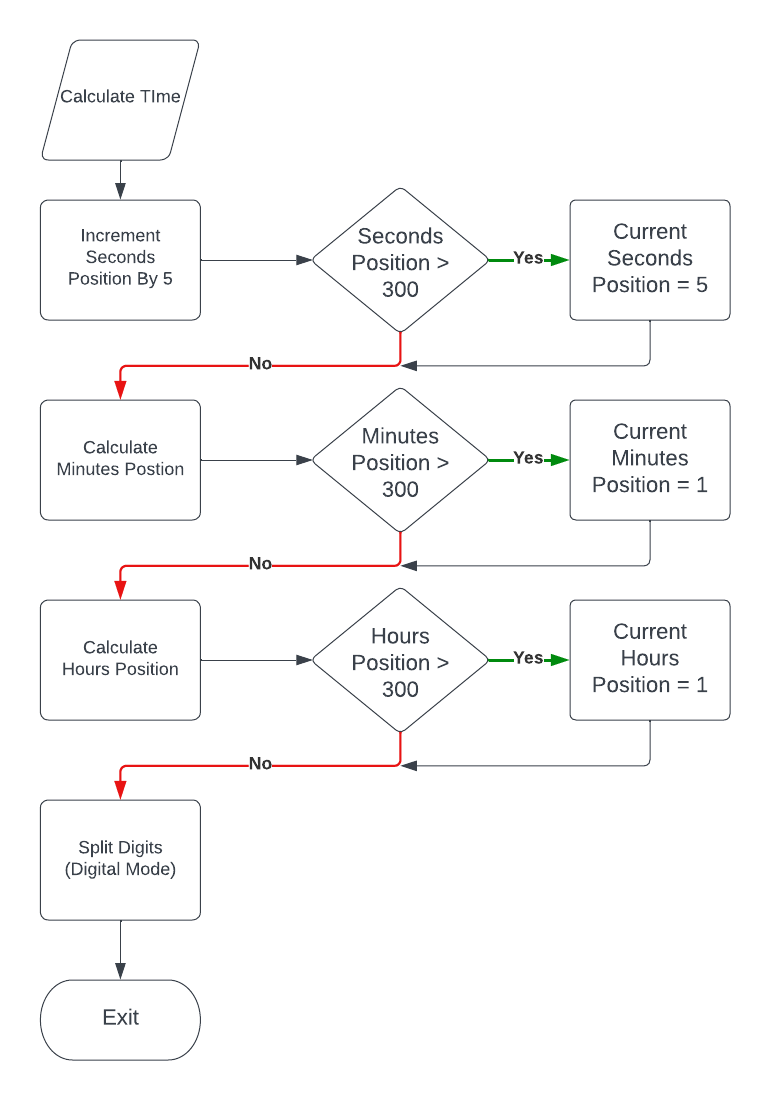 Calculate TIme
Increment
Seconds
Position By 5
Seconds
Position >
300
Yes
Current
Seconds
Position = 5
No
Calculate
Minutes Postion
Minutes
Position >
300
Yes
Current
Minutes
Position = 1
No
Calculate
Hours Position
Hours
Position >
300
Yes
Current
Hours
Position = 1
No
Split Digits
(Digital Mode)
Exit